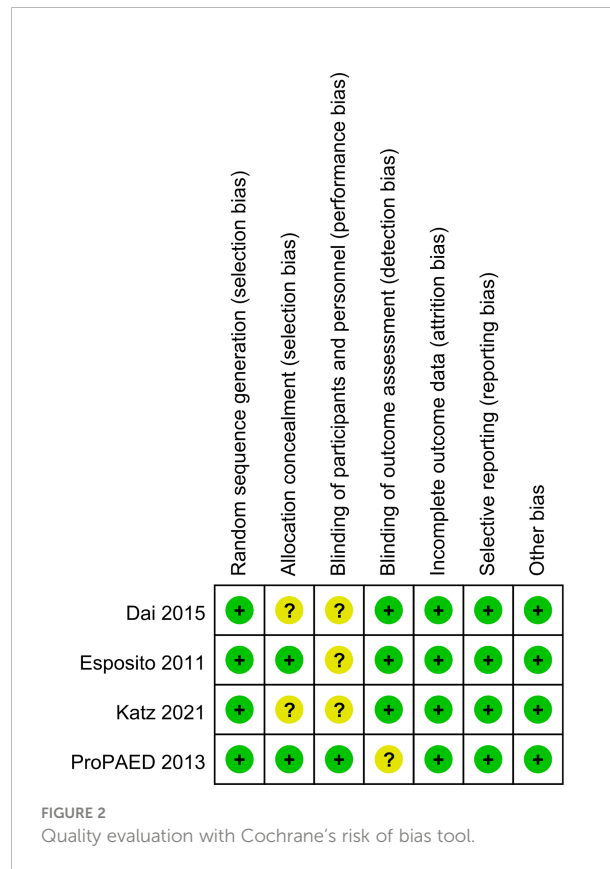 Random sequence generation (selection bias)
Allocation concealment (selection bias)
Blinding of participants and personnel (performance bias)
Blinding of outcome assessment (detection bias)
Incomplete outcome data (attrition bias)
Selective reporting (reporting bias)
Other bias
Dai 2015 + ? ? + + + +
Esposito 2011 + + ? + + + +
Katz 2021 + ? ? + + + +
ProPAED 2013 + + + ? + + +
FIGURE 2
Quality evaluation with Cochrane's risk of bias tool.